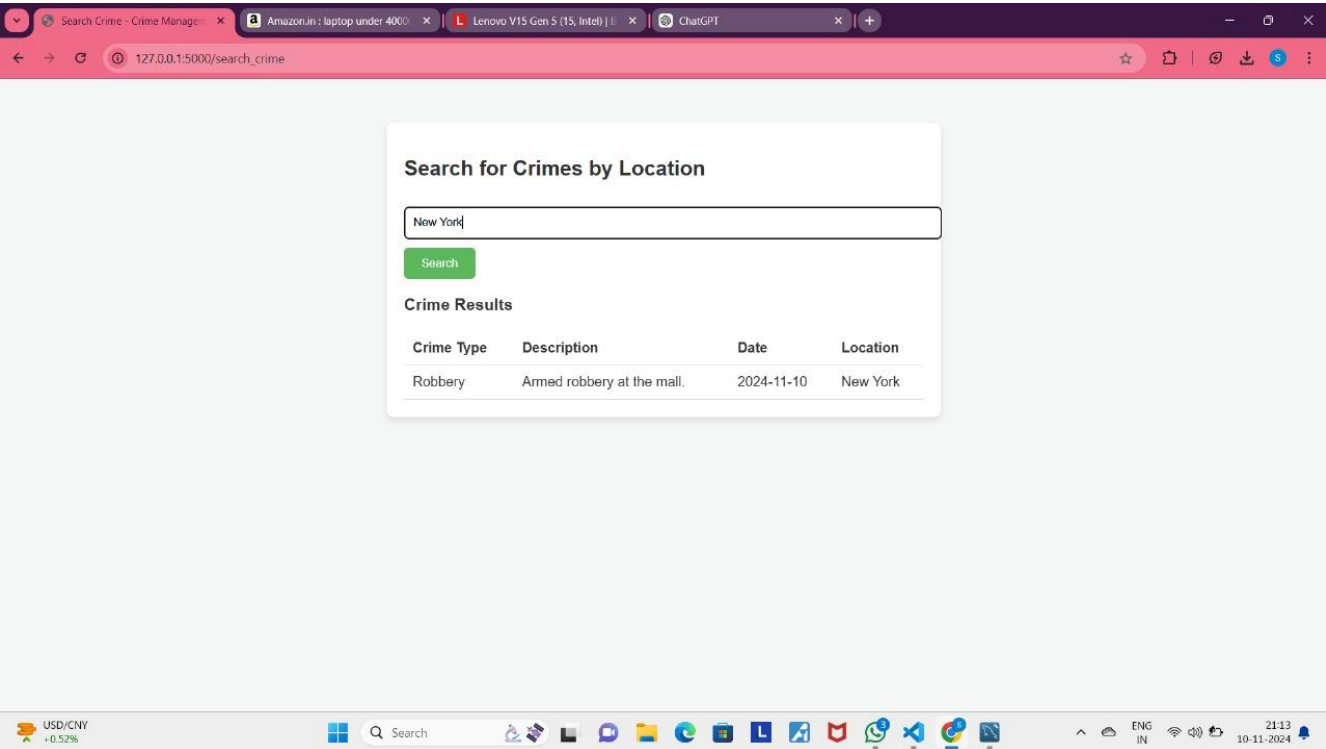 Search Crime - Crime Managem
Amazon.in : laptop under 4000
Lenovo V15 Gen 5 (15, Intel) |
ChatGPT
127.0.0.1:5000/search_crime
Search for Crimes by Location
New York
Search
Crime Results
Crime Type Description Date Location
Robbery Armed robbery at the mall. 2024-11-10 New York
USD/CNY
+0.52%
Search
3
ENG
IN
21:13
10-11-2024